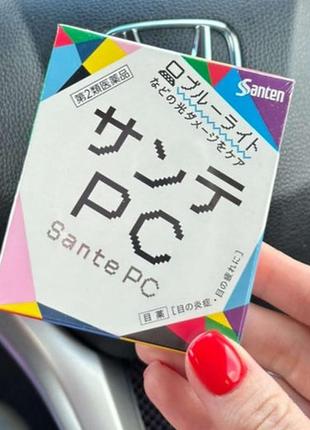 Santen
第2類医薬品
ブルーライト
などの光ダメージをケア
サンテ
PC
Sante PC
目薬 [目の炎症・目の疲れに]